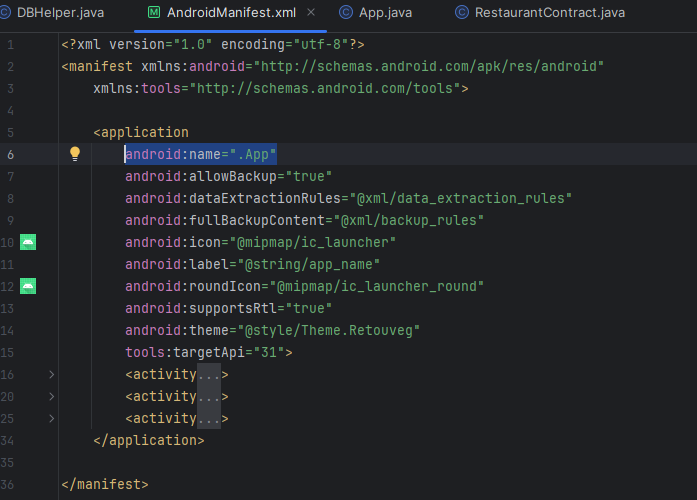 DBHelper.java AndroidManifest.xml App.java RestaurantContract.java
1 <?xml version="1.0" encoding="utf-8"?>
2 <manifest xmlns:android="http://schemas.android.com/apk/res/android"
3 xmlns:tools="http://schemas.android.com/tools">
4
5 <application
6 android:name=".App"
7 android:allowBackup="true"
8 android:dataExtractionRules="@xml/data_extraction_rules"
9 android:fullBackupContent="@xml/backup_rules"
10 android:icon="@mipmap/ic_launcher"
11 android:label="@string/app_name"
12 android:roundIcon="@mipmap/ic_launcher_round"
13 android:supportsRtl="true"
14 android:theme="@style/Theme.Retouveg"
15 tools:targetApi="31">
16 <activity...>
20 <activity...>
25 <activity...>
34 </application>
35
36 </manifest>